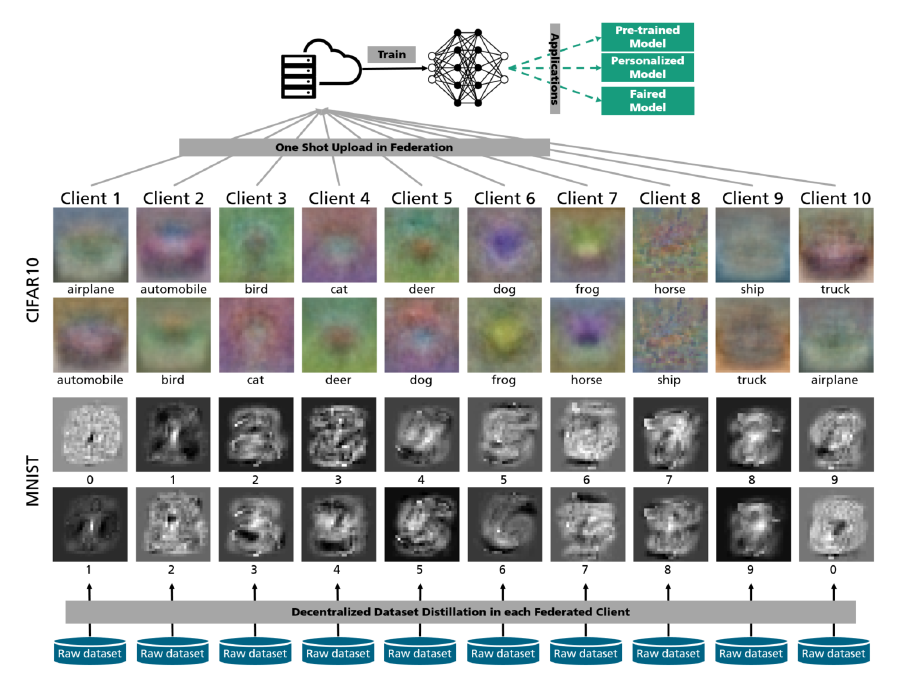 Pre-trained
Model
Train
Applications
Personalized
Model
Faired
Model
One Shot Upload in Federation
Client 1 Client 2 Client 3 Client 4 Client 5 Client 6 Client 7 Client 8 Client 9 Client 10
CIFAR10
airplane automobile bird cat deer dog frog horse ship truck
automobile bird cat deer dog frog horse ship truck airplane
MNIST
0 1 2 3 4 5 6 7 8 9
1 2 3 4 5 6 7 8 9 0
Decentralized Dataset Distillation in each Federated Client
Raw dataset Raw dataset Raw dataset Raw dataset Raw dataset Raw dataset Raw dataset Raw dataset Raw dataset Raw dataset